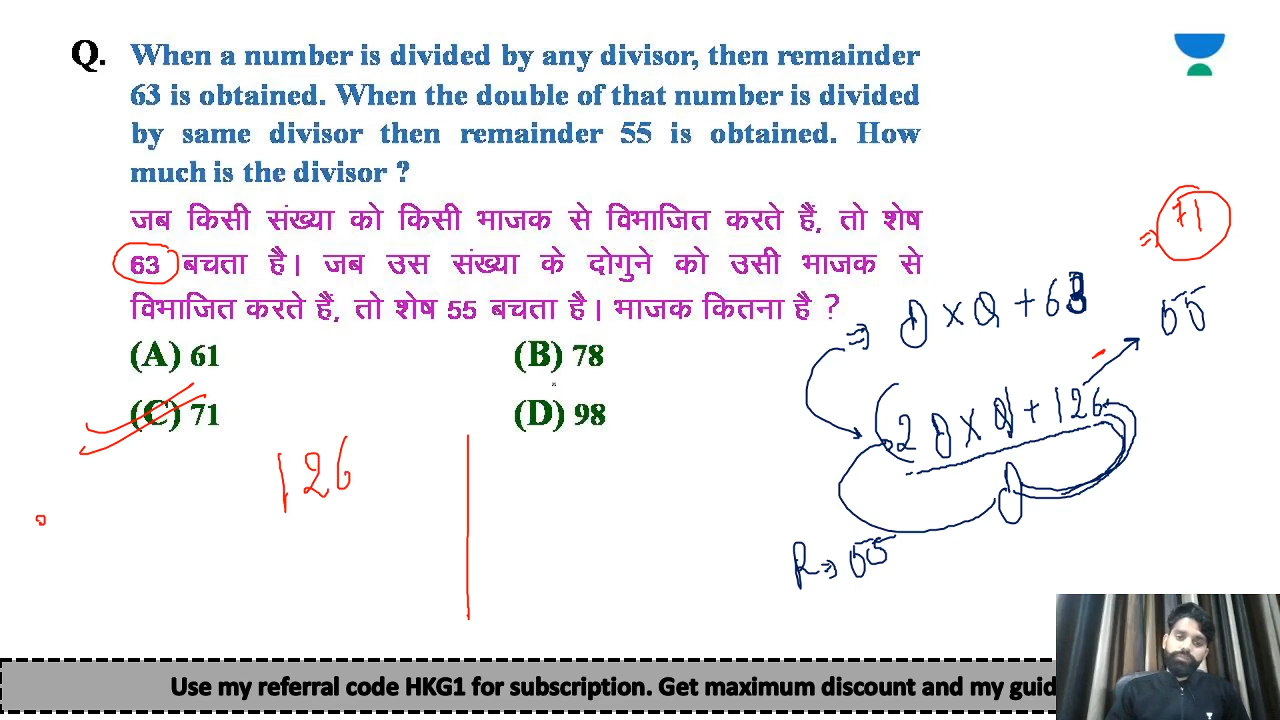 Q. When a number is divided by any divisor, then remainder
63 is obtained. When the double of that number is divided
by same divisor then remainder 55 is obtained. How
much is the divisor ?
जब किसी संख्या को किसी भाजक से विभाजित करते हैं, तो शेष
63 बचता है। जब उस संख्या के दोगुने को उसी भाजक से
विभाजित करते हैं, तो शेष 55 बचता है। भाजक कितना है ?
(A) 61 (B) 78
(C) 71 (D) 98
⇒ 71
⇒ D × Q + 63
55
2 D × Q + 126
D
R ⇒ 55
126
Use my referral code HKG1 for subscription. Get maximum discount and my guid